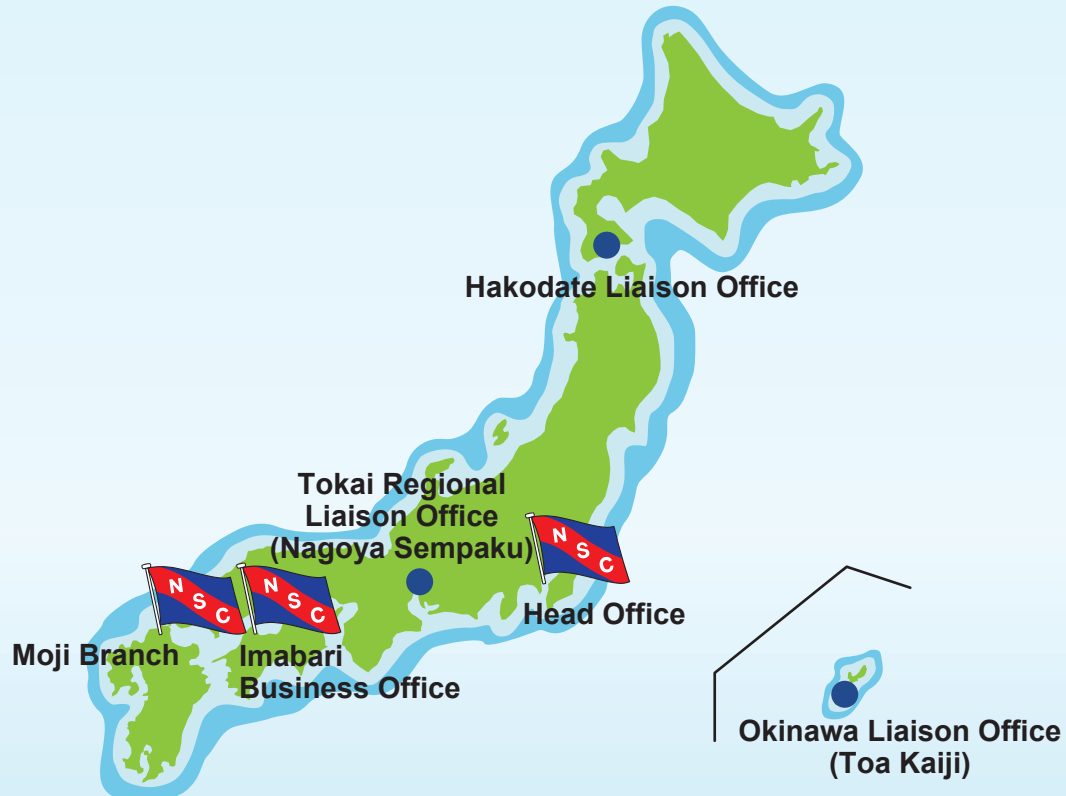 Hakodate Liaison Office
Tokai Regional
Liaison Office
(Nagoya Sempaku)
N S C
Head Office
N S C
Moji Branch
N S C
Imabari
Business Office
Okinawa Liaison Office
(Toa Kaiji)